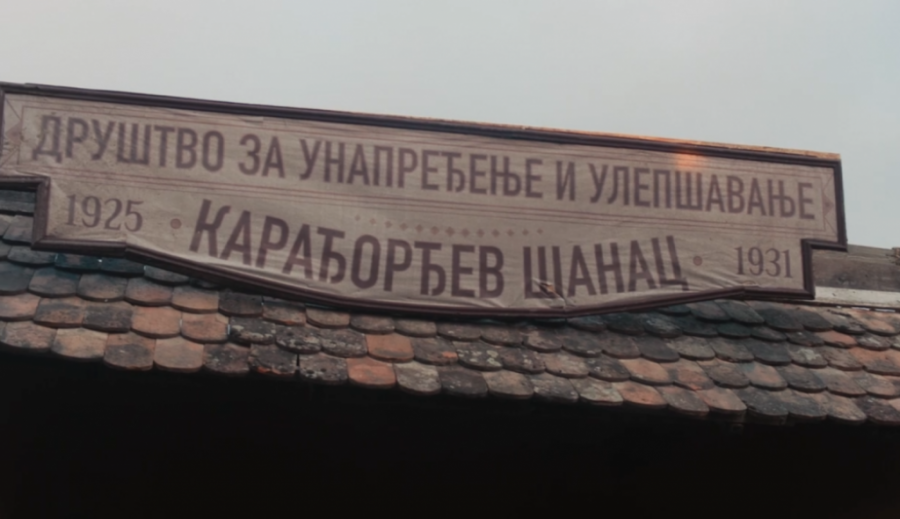 ДРУШТВО ЗА УНАПРЕЂЕЊЕ И УЛЕПШАВАЊЕ
1925 • КАРАЂОРЂЕВ ШАНАЦ • 1931